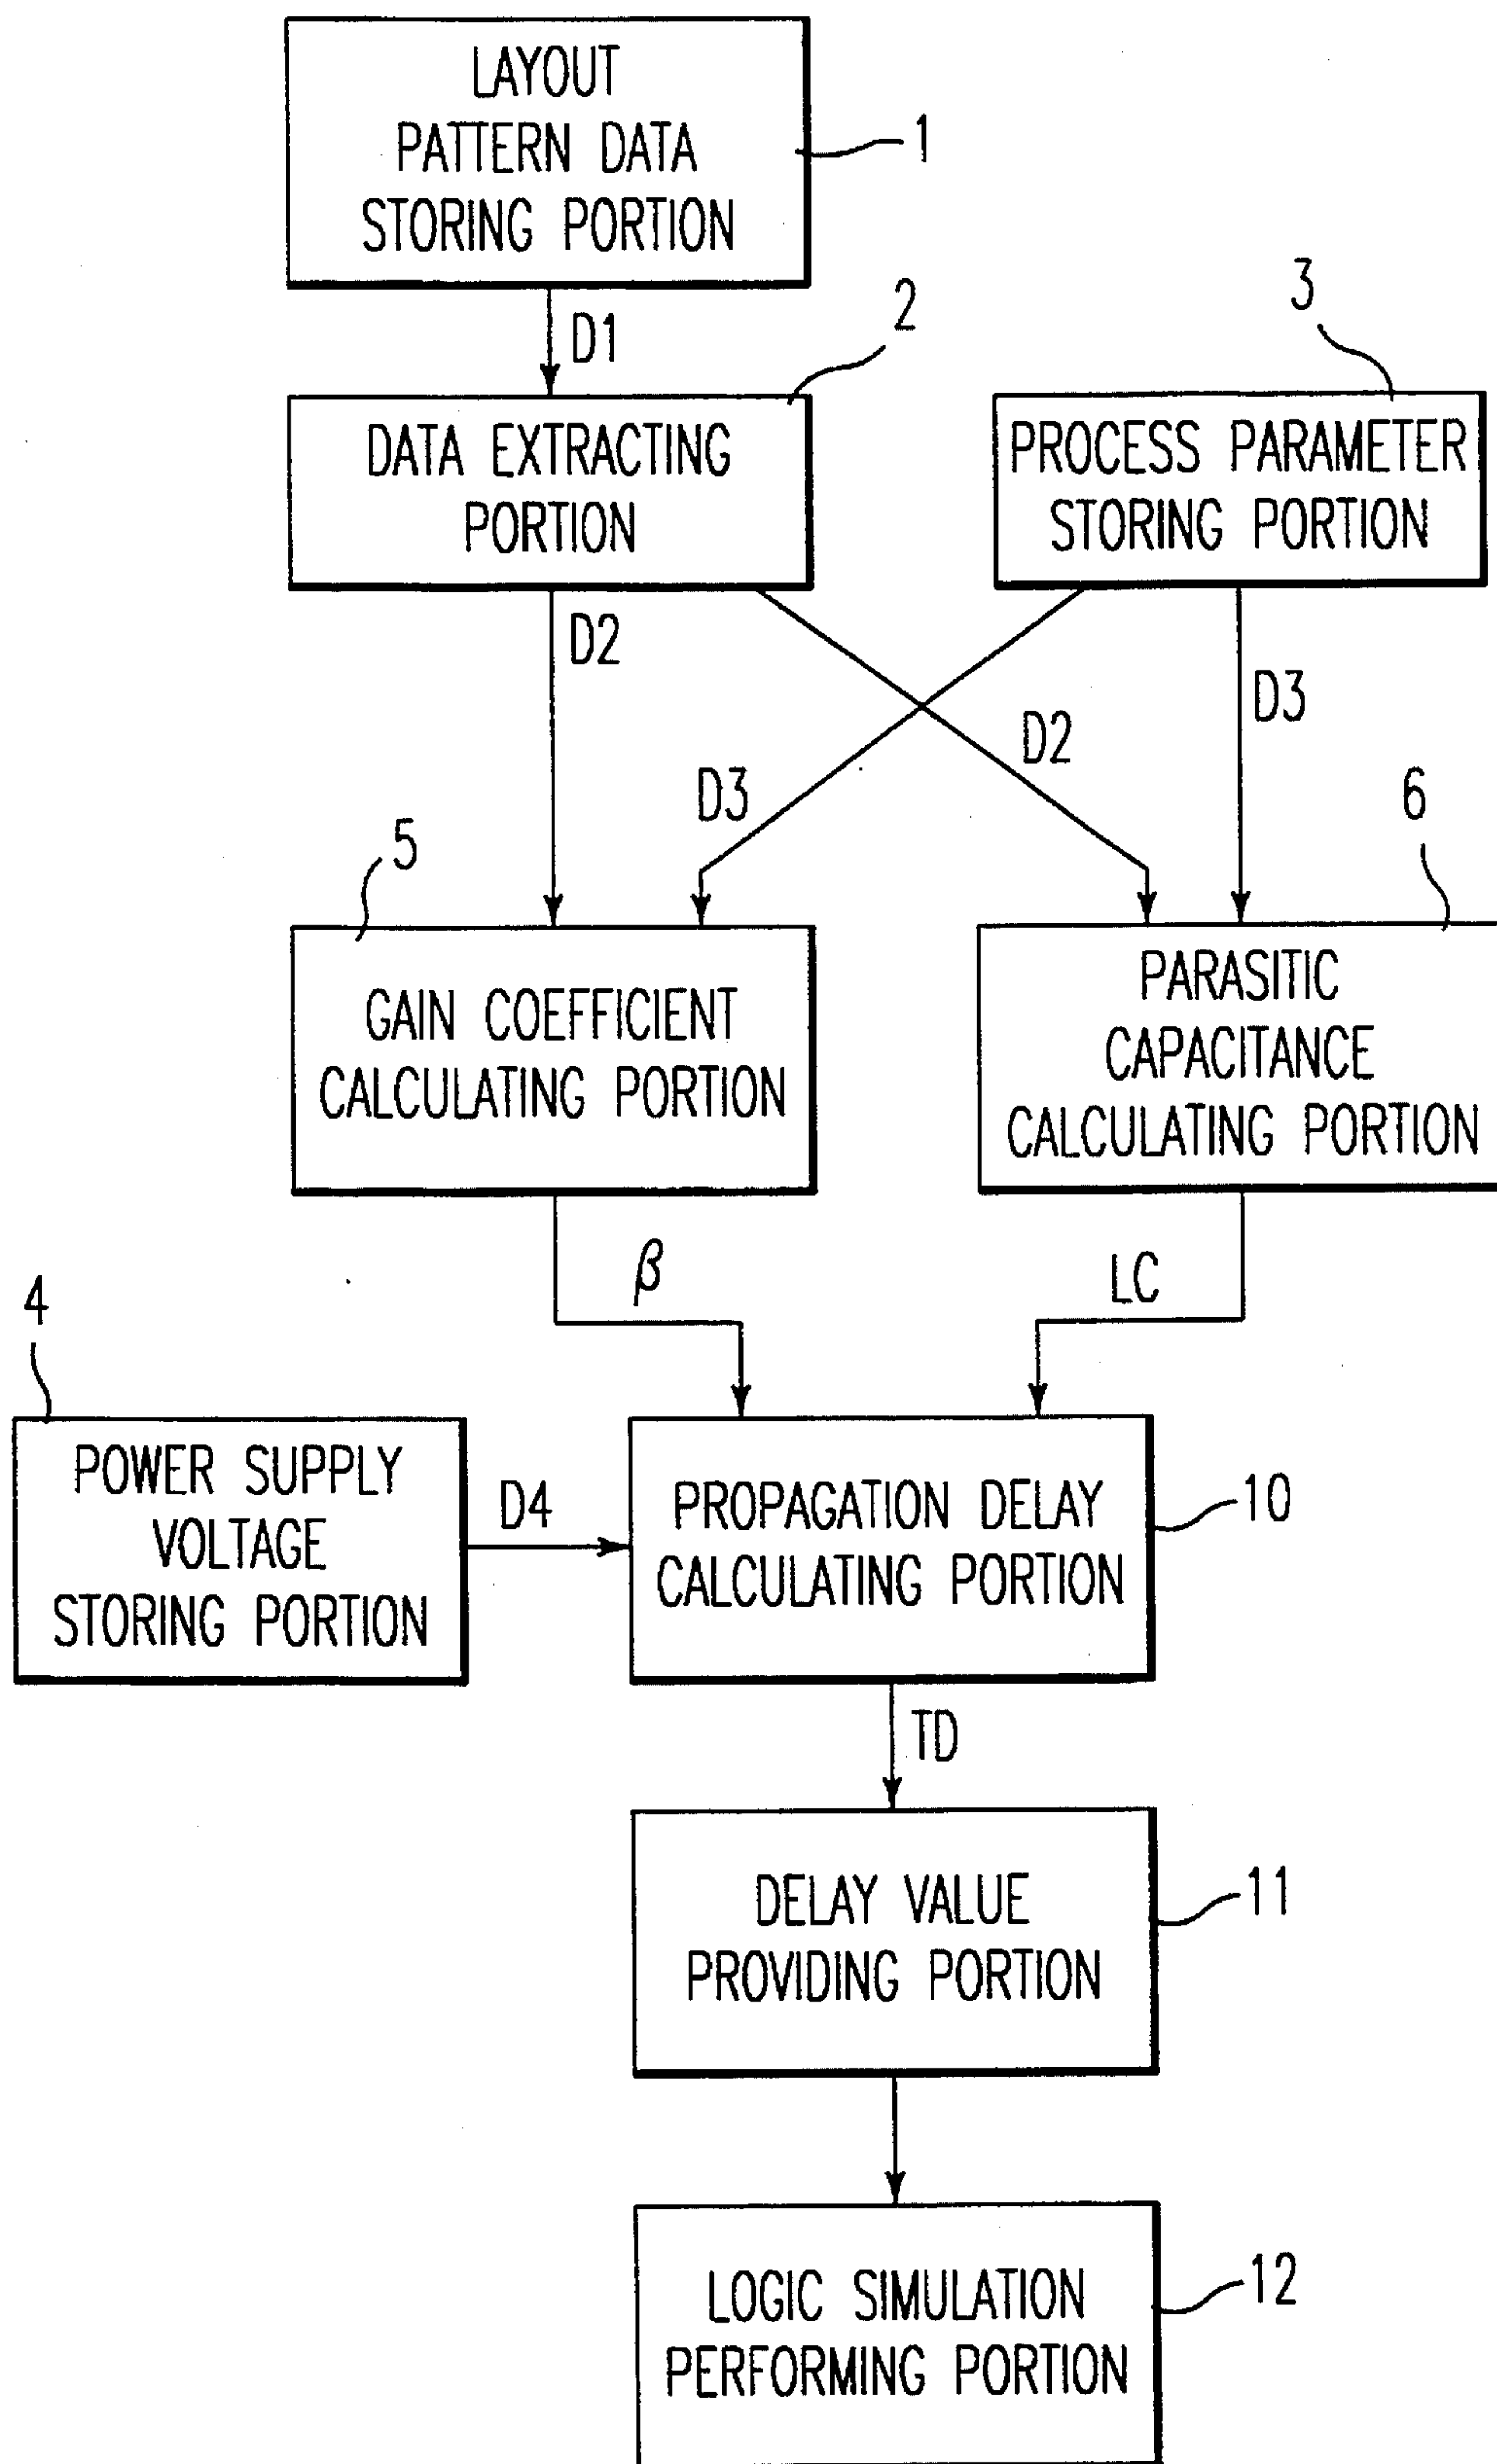 LAYOUT
PATTERN DATA
STORING PORTION
1
D1
2
3
DATA EXTRACTING
PORTION
PROCESS PARAMETER
STORING PORTION
D2
D3
D2
D3
5
6
GAIN COEFFICIENT
CALCULATING PORTION
PARASITIC
CAPACITANCE
CALCULATING PORTION
β
LC
4
POWER SUPPLY
VOLTAGE
STORING PORTION
D4
PROPAGATION DELAY
CALCULATING PORTION
10
TD
DELAY VALUE
PROVIDING PORTION
11
LOGIC SIMULATION
PERFORMING PORTION
12